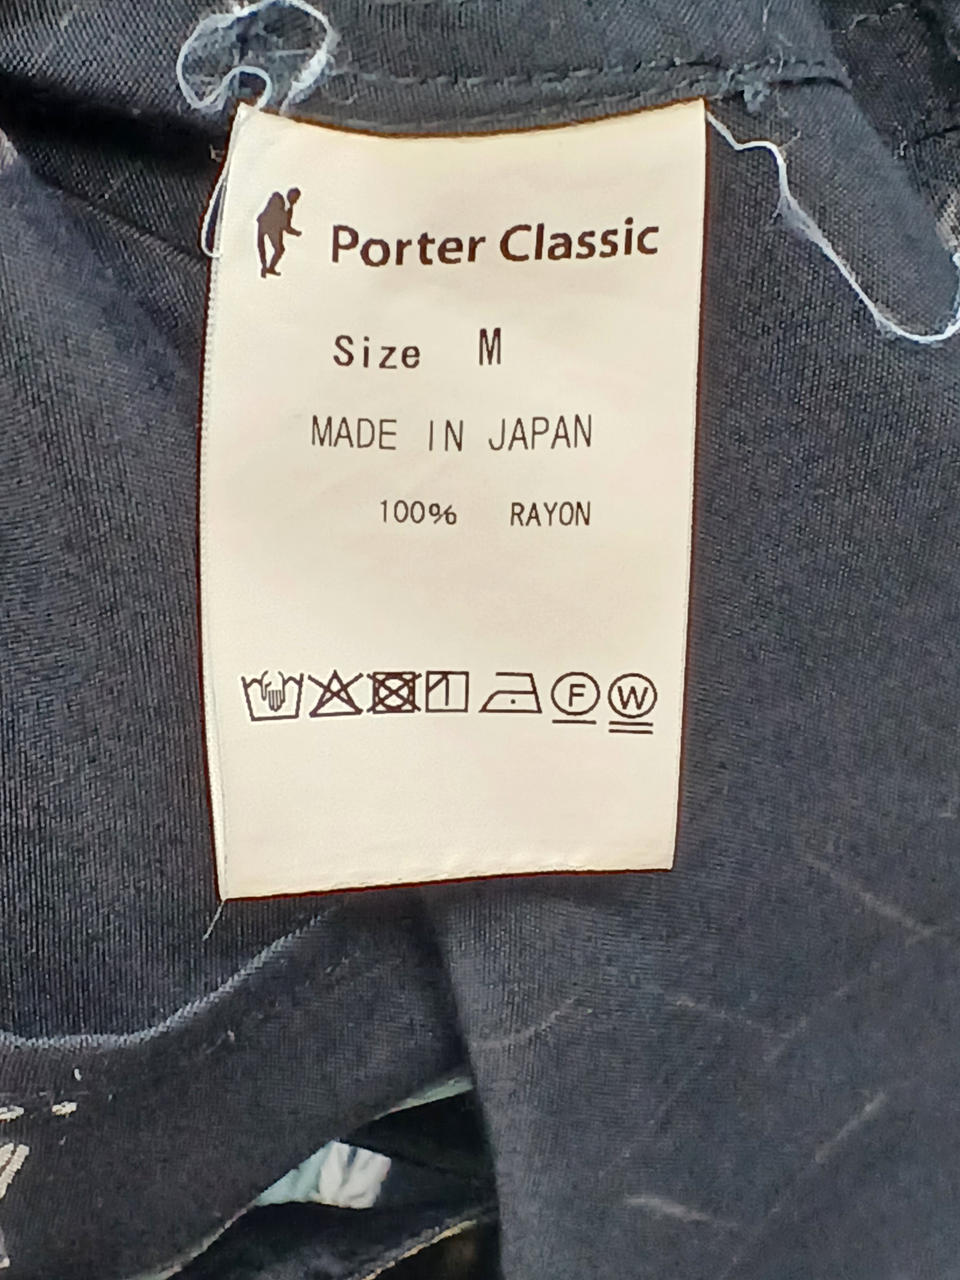 Porter Classic
Size M
MADE IN JAPAN
100% RAYON
F W